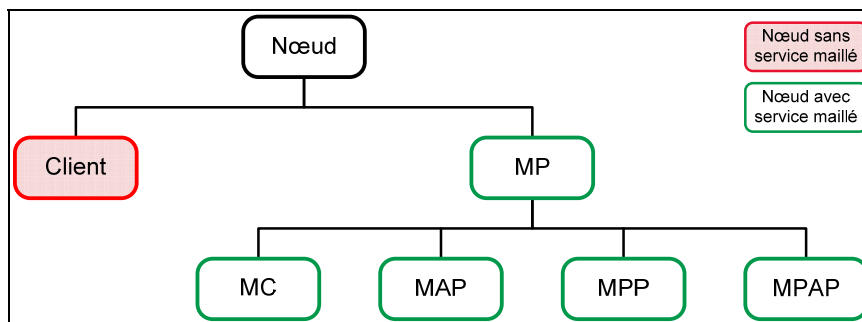 Nœud
Nœud sans
service maillé
Nœud avec
service maillé
Client
MP
MC
MAP
MPP
MPAP